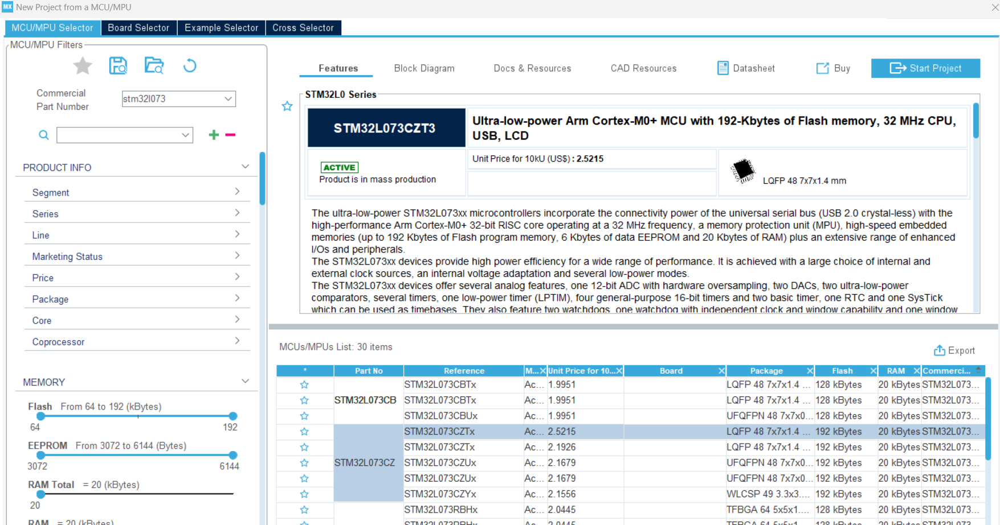 MX New Project from a MCU/MPU
MCU/MPU Selector Board Selector Example Selector Cross Selector
MCU/MPU Filters
Commercial
Part Number
stm32l073
PRODUCT INFO
Segment
Series
Line
Marketing Status
Price
Package
Core
Coprocessor
MEMORY
Flash From 64 to 192 (kBytes)
64 192
EEPROM From 3072 to 6144 (Bytes)
3072 6144
RAM Total = 20 (kBytes)
20
RAM = 20 (kBytes)
Features Block Diagram Docs & Resources CAD Resources Datasheet Buy Start Project
STM32L0 Series
STM32L073CZT3
Ultra-low-power Arm Cortex-M0+ MCU with 192-Kbytes of Flash memory, 32 MHz CPU,
USB, LCD
ACTIVE
Product is in mass production
Unit Price for 10kU (US$) : 2.5215
LQFP 48 7x7x1.4 mm
The ultra-low-power STM32L073xx microcontrollers incorporate the connectivity power of the universal serial bus (USB 2.0 crystal-less) with the
high-performance Arm Cortex-M0+ 32-bit RISC core operating at a 32 MHz frequency, a memory protection unit (MPU), high-speed embedded
memories (up to 192 Kbytes of Flash program memory, 6 Kbytes of data EEPROM and 20 Kbytes of RAM) plus an extensive range of enhanced
I/Os and peripherals.
The STM32L073xx devices provide high power efficiency for a wide range of performance. It is achieved with a large choice of internal and
external clock sources, an internal voltage adaptation and several low-power modes.
The STM32L073xx devices offer several analog features, one 12-bit ADC with hardware oversampling, two DACs, two ultra-low-power
comparators, several timers, one low-power timer (LPTIM), four general-purpose 16-bit timers and two basic timer, one RTC and one SysTick
which can be used as timebases. They also feature two watchdogs, one watchdog with independent clock and window capability and one window
MCUs/MPUs List: 30 items
Export
* Part No Reference M... Unit Price for 10... Board Package Flash RAM Commerci...
STM32L073CBTx Ac... 1.9951 LQFP 48 7x7x1.4 ... 128 kBytes 20 kBytes STM32L073...
STM32L073CB STM32L073CBTx Ac... 1.9951 LQFP 48 7x7x1.4 ... 128 kBytes 20 kBytes STM32L073...
STM32L073CBUx Ac... 1.9951 UFQFPN 48 7x7x0... 128 kBytes 20 kBytes STM32L073...
STM32L073CZTx Ac... 2.5215 LQFP 48 7x7x1.4 ... 192 kBytes 20 kBytes STM32L073...
STM32L073CZTx Ac... 2.1926 LQFP 48 7x7x1.4 ... 192 kBytes 20 kBytes STM32L073...
STM32L073CZ STM32L073CZUx Ac... 2.1679 UFQFPN 48 7x7x0... 192 kBytes 20 kBytes STM32L073...
STM32L073CZUx Ac... 2.1679 UFQFPN 48 7x7x0... 192 kBytes 20 kBytes STM32L073...
STM32L073CZYx Ac... 2.1556 WLCSP 49 3.3x3.... 192 kBytes 20 kBytes STM32L073...
STM32L073RBHx Ac... 2.0445 TFBGA 64 5x5x1.... 128 kBytes 20 kBytes STM32L073...
STM32L073RBHx Ac... 2.0445 TFBGA 64 5x5x1.... 128 kBytes 20 kBytes STM32L073...